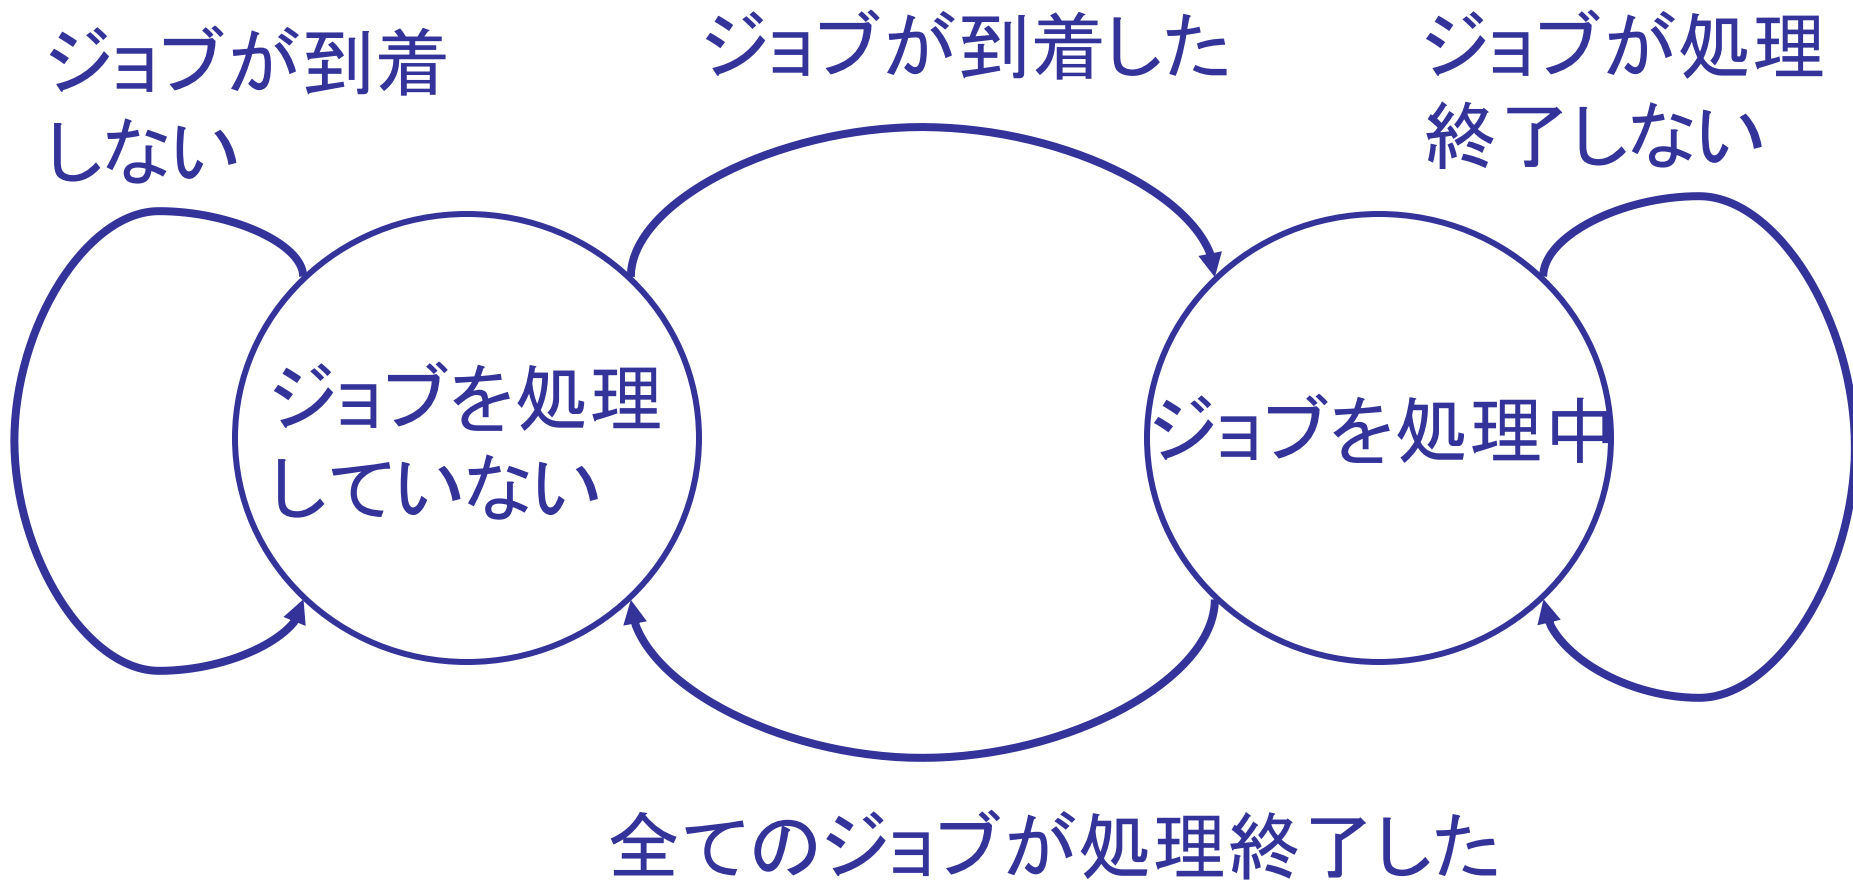 ジョブが到着
しない
ジョブが到着した
ジョブが処理
終了しない
ジョブを処理
していない
ジョブを処理中
全てのジョブが処理終了した